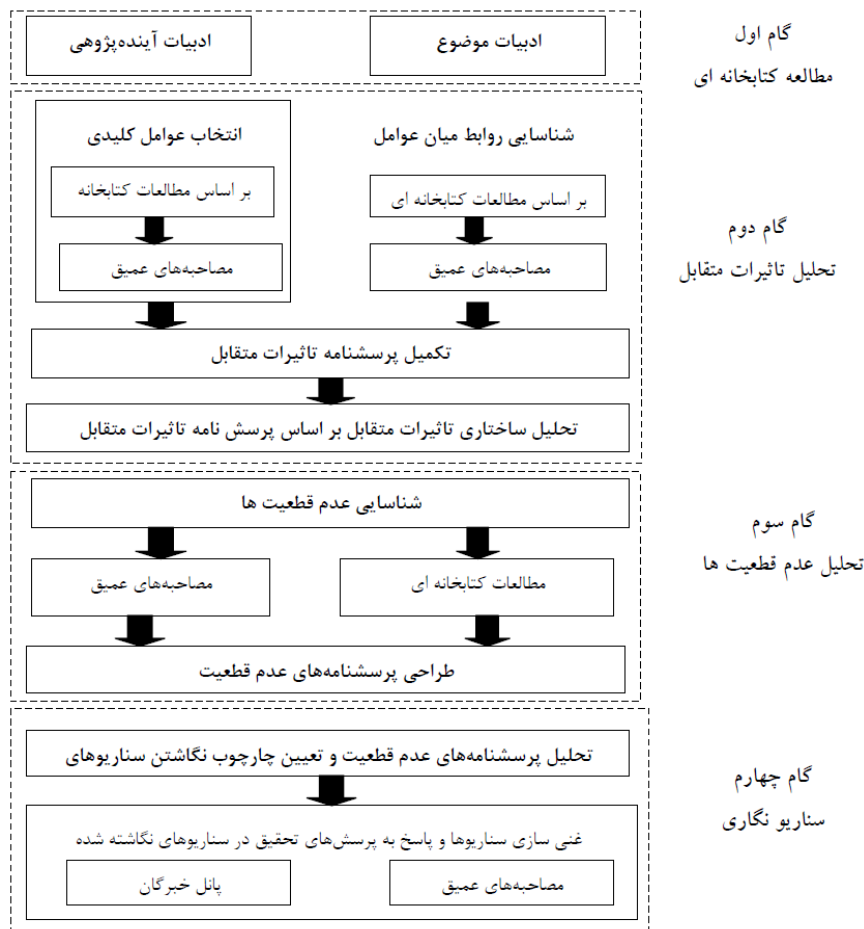 گام اول
مطالعه کتابخانه ای
ادبیات موضوع
ادبیات آینده‌پژوهی
گام دوم
تحلیل تاثیرات متقابل
شناسایی روابط میان عوامل
انتخاب عوامل کلیدی
بر اساس مطالعات کتابخانه ای
بر اساس مطالعات کتابخانه
مصاحبه‌های عمیق
مصاحبه‌های عمیق
تکمیل پرسشنامه تاثیرات متقابل
تحلیل ساختاری تاثیرات متقابل بر اساس پرسش نامه تاثیرات متقابل
گام سوم
تحلیل عدم قطعیت ها
شناسایی عدم قطعیت ها
مطالعات کتابخانه ای
مصاحبه‌های عمیق
طراحی پرسشنامه‌های عدم قطعیت
گام چهارم
سناریو نگاری
تحلیل پرسشنامه‌های عدم قطعیت و تعیین چارچوب نگاشتن سناریوهای
غنی سازی سناریوها و پاسخ به پرسش‌های تحقیق در سناریوهای نگاشته شده
مصاحبه‌های عمیق
پانل خبرگان